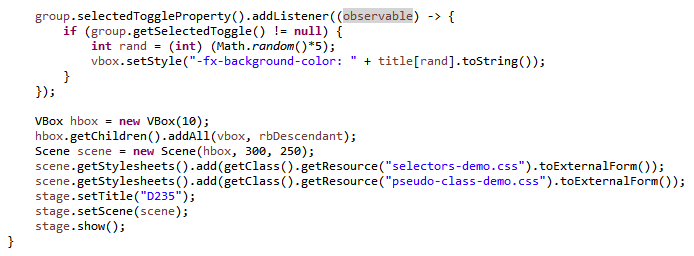 group.selectedToggleProperty().addListener((observable) -> {
if (group.getSelectedToggle() != null) {
int rand = (int) (Math.random()*5);
vbox.setStyle("-fx-background-color: " + title[rand].toString());
}
});
VBox hbox = new VBox(10);
hbox.getChildren().addAll(vbox, rbDescendant);
Scene scene = new Scene(hbox, 300, 250);
scene.getStylesheets().add(getClass().getResource("selectors-demo.css").toExternalForm());
scene.getStylesheets().add(getClass().getResource("pseudo-class-demo.css").toExternalForm());
stage.setTitle("D235");
stage.setScene(scene);
stage.show();
}